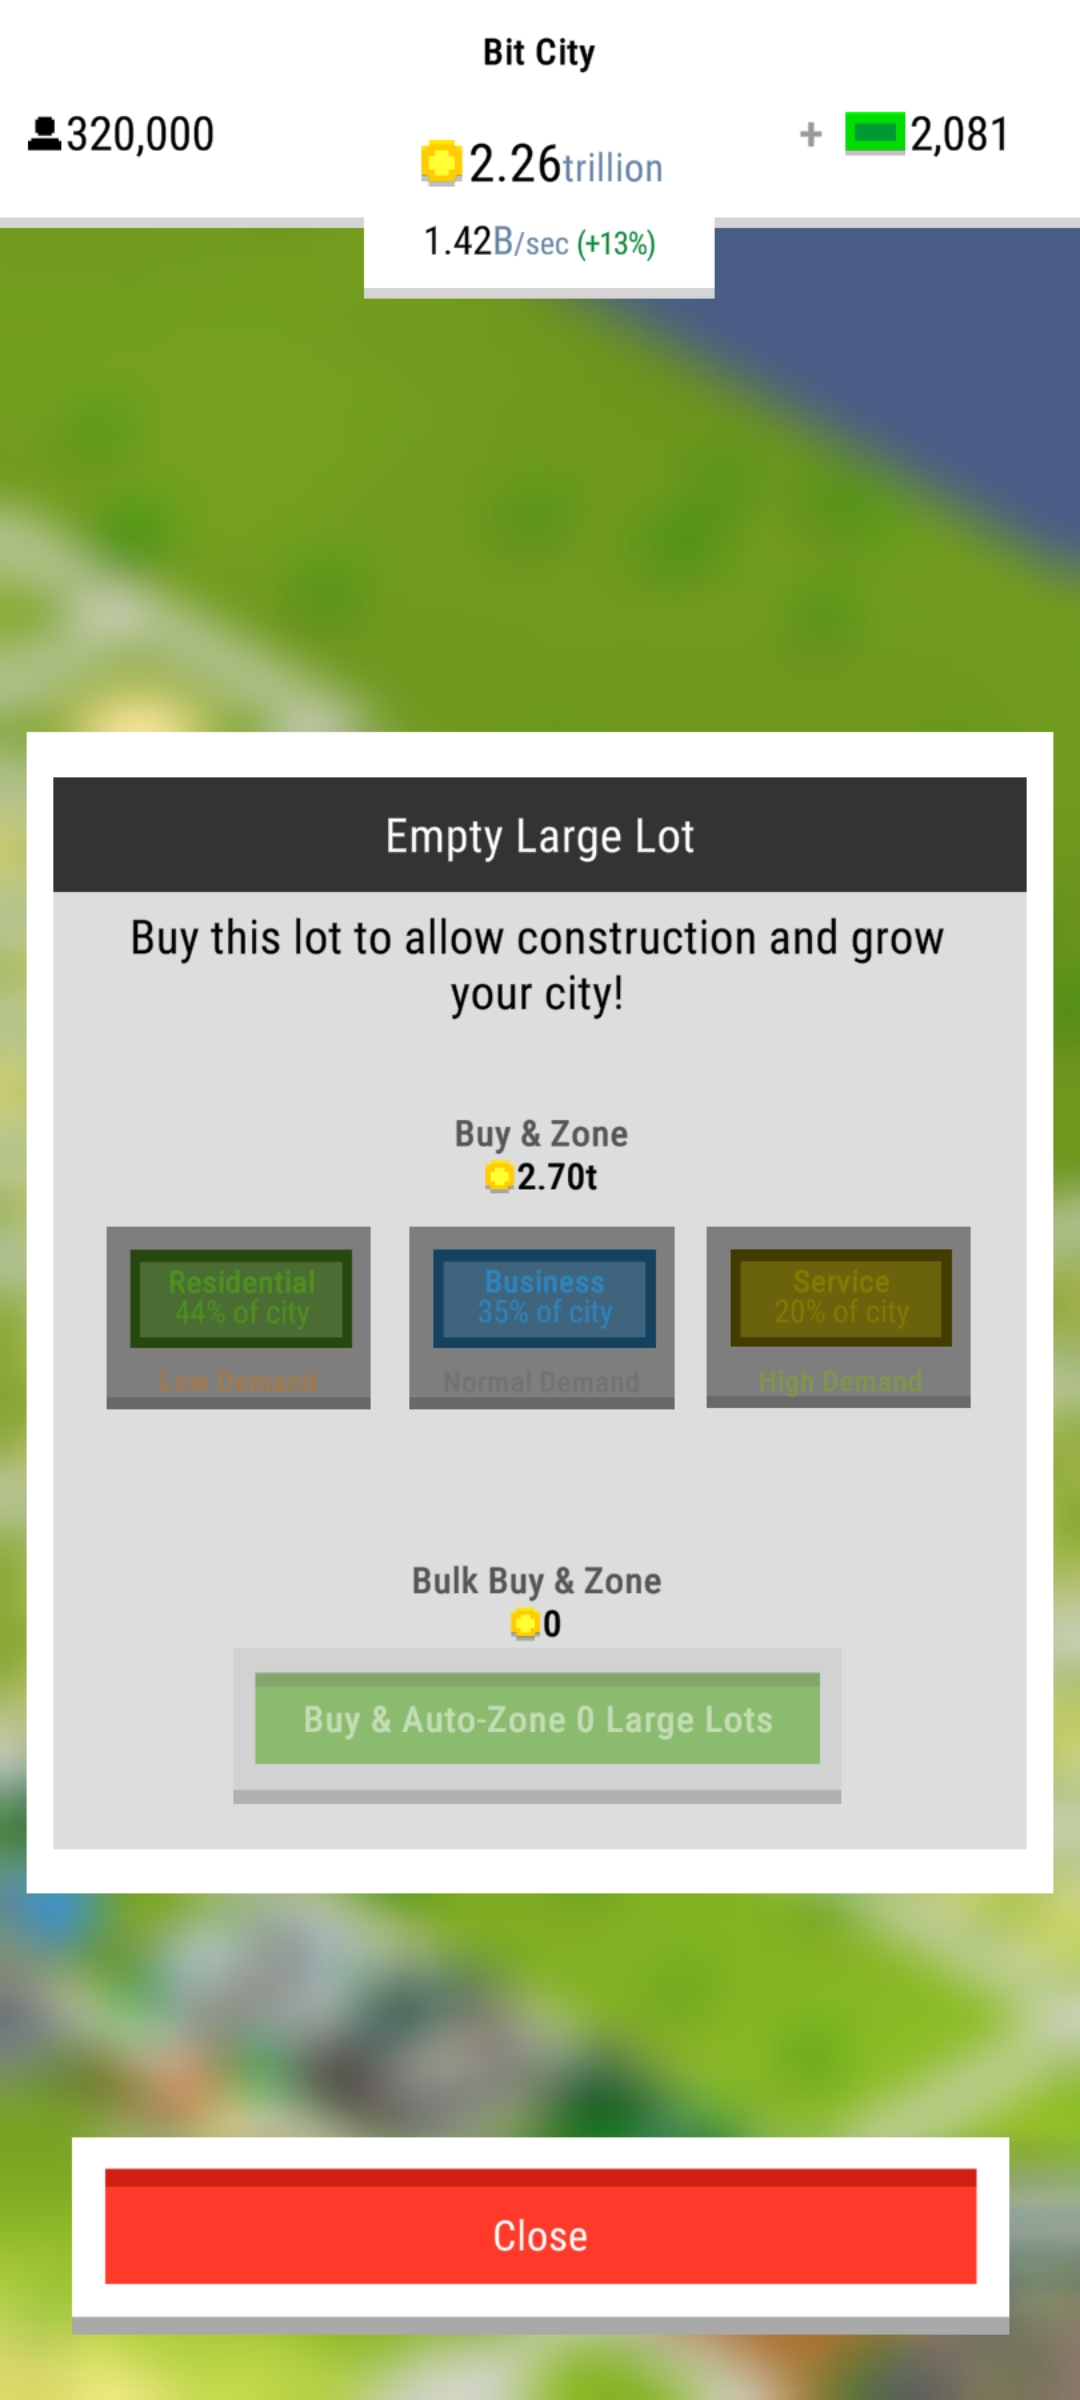 Bit City
320,000
2.26trillion
+ 2,081
1.42B/sec (+13%)
Empty Large Lot
Buy this lot to allow construction and grow
your city!
Buy & Zone
2.70t
Residential
44% of city
Low Demand
Business
35% of city
Normal Demand
Service
20% of city
High Demand
Bulk Buy & Zone
0
Buy & Auto-Zone 0 Large Lots
Close